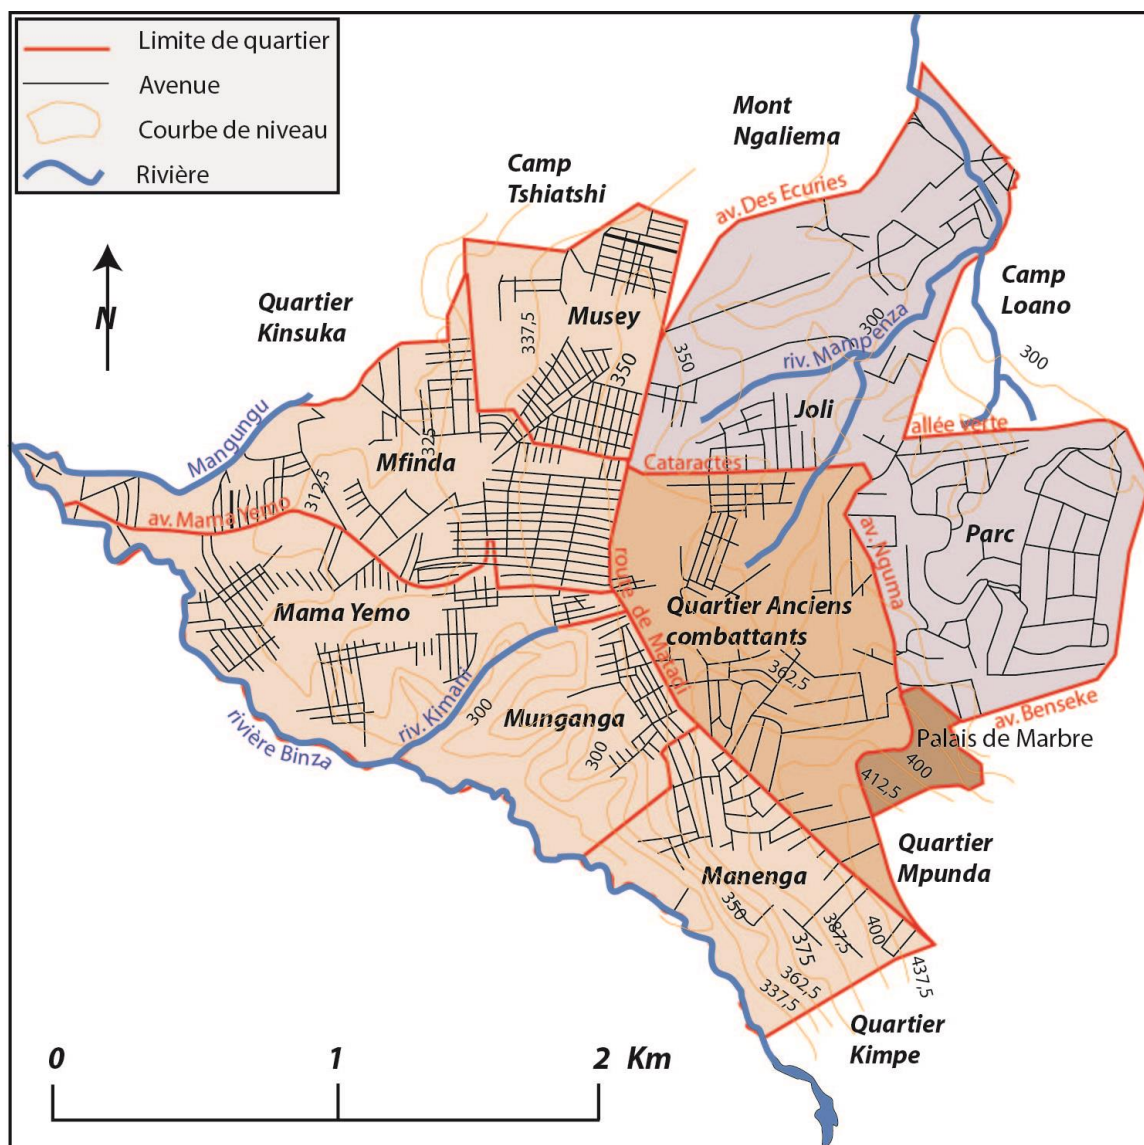 Limite de quartier
Avenue
Courbe de niveau
Rivière
N
Mont
Ngaliema
Camp
Tshiatshi
av. Des Ecuries
Quartier
Kinsuka
Camp
Loano
Musey
337,5
350
350
300
riv. Mampenza
300
Joli
allée verte
Mangungu
325
Mfinda
312,5
Cataractes
av. Mama Yemo
av. Nguma
Parc
route de Matadi
Mama Yemo
Quartier Anciens
combattants
362,5
riv. Kimani
300
Munganga
300
rivière Binza
av. Benseke
Palais de Marbre
400
412,5
Quartier
Mpunda
Manenga
350
375
387,5
400
437,5
362,5
337,5
Quartier
Kimpe
0 1 2 Km